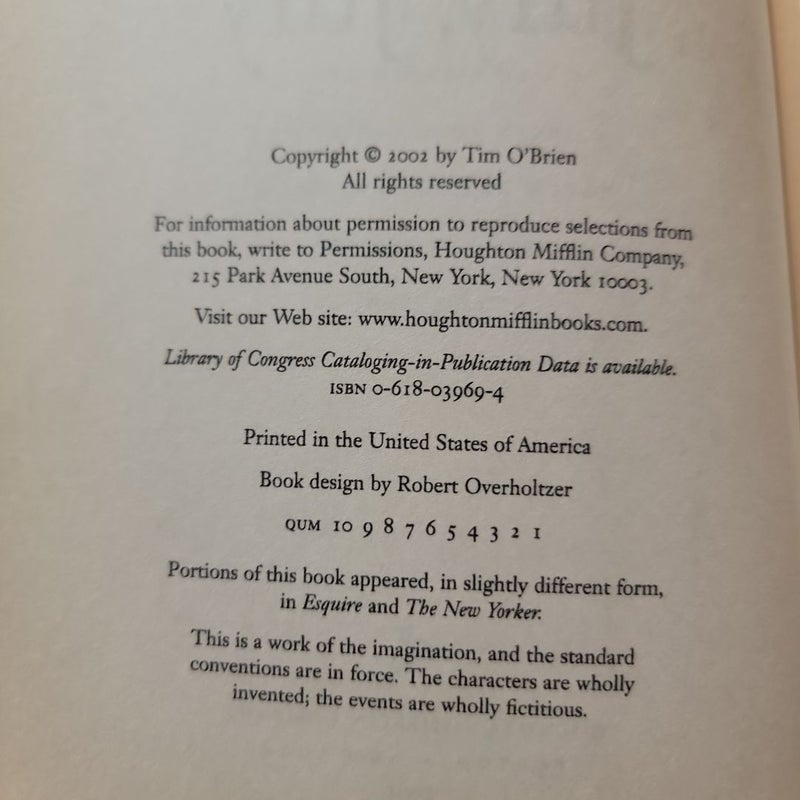 Copyright © 2002 by Tim O'Brien
All rights reserved
For information about permission to reproduce selections from
this book, write to Permissions, Houghton Mifflin Company,
215 Park Avenue South, New York, New York 10003.
Visit our Web site: www.houghtonmifflinbooks.com.
Library of Congress Cataloging-in-Publication Data is available.
ISBN 0-618-03969-4
Printed in the United States of America
Book design by Robert Overholtzer
QUM 10 9 8 7 6 5 4 3 2 1
Portions of this book appeared, in slightly different form,
in Esquire and The New Yorker.
This is a work of the imagination, and the standard
conventions are in force. The characters are wholly
invented; the events are wholly fictitious.